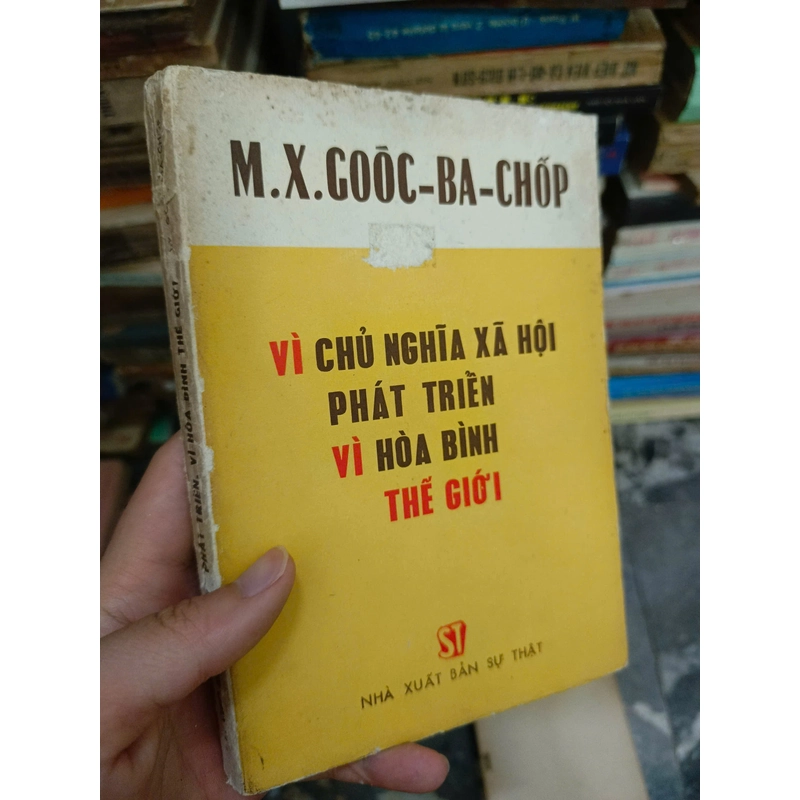 M.X.GOÓC-BA-CHỐP
VÌ CHỦ NGHĨA XÃ HỘI
PHÁT TRIỂN
VÌ HÒA BÌNH
THẾ GIỚI
ST
NHÀ XUẤT BẢN SỰ THẬT
PHÁT TRIỂN, VÌ HÒA BÌNH THẾ GIỚI